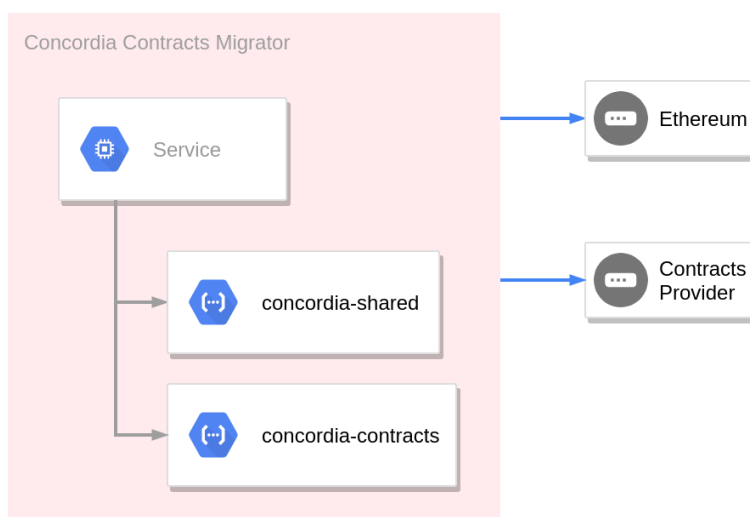 Concordia Contracts Migrator
Service
Ethereum
concordia-shared
Contracts
Provider
concordia-contracts